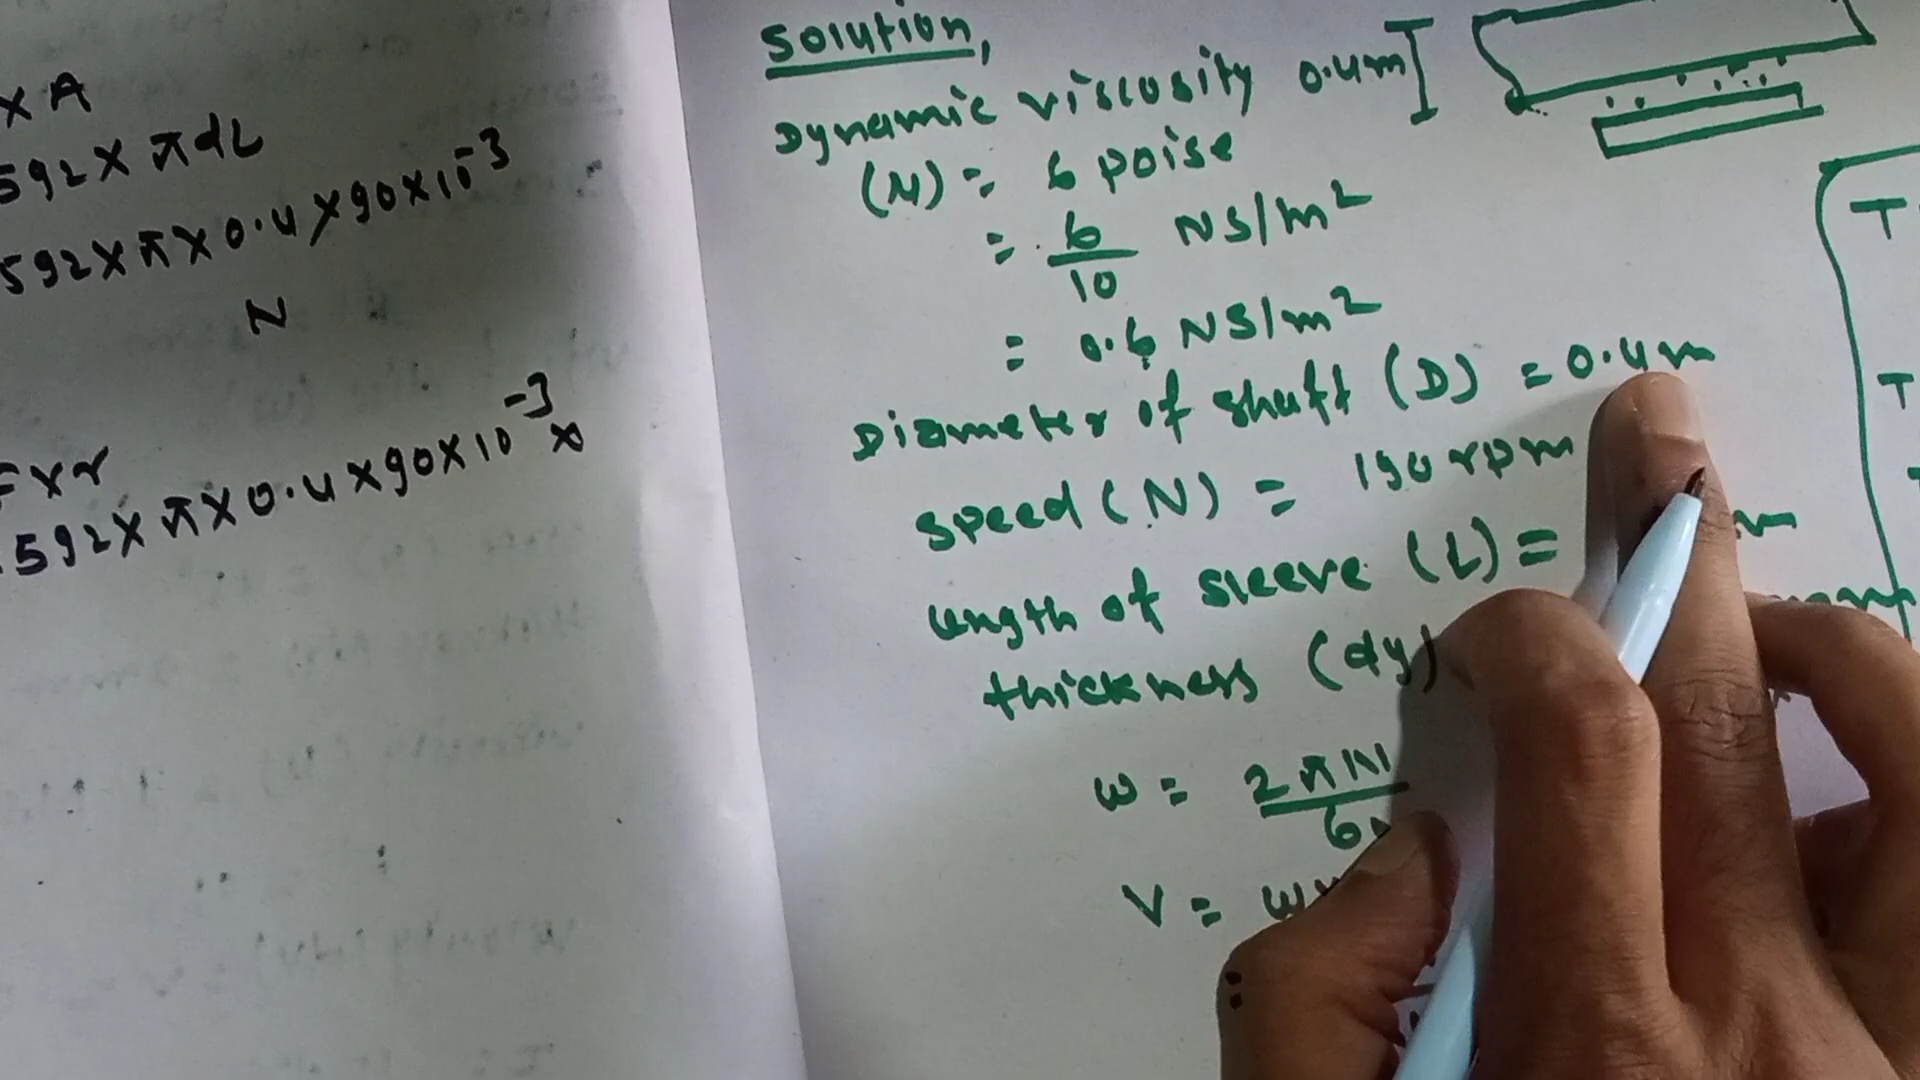 X A
592 X πdL
592 X π X 0.4 X 90 X 10⁻³
N
F X r
592 X π X 0.4 X 90 X 10⁻³ X
Solution,
Dynamic viscosity
(μ) = 6 poise
= 6/10 NS/m²
= 0.6 NS/m²
Diameter of shaft (D) = 0.4m
Speed (N) = 190 rpm
Length of sleeve (L) =
thickness (dy)
ω = 2πN
V =
0.4m
T
T